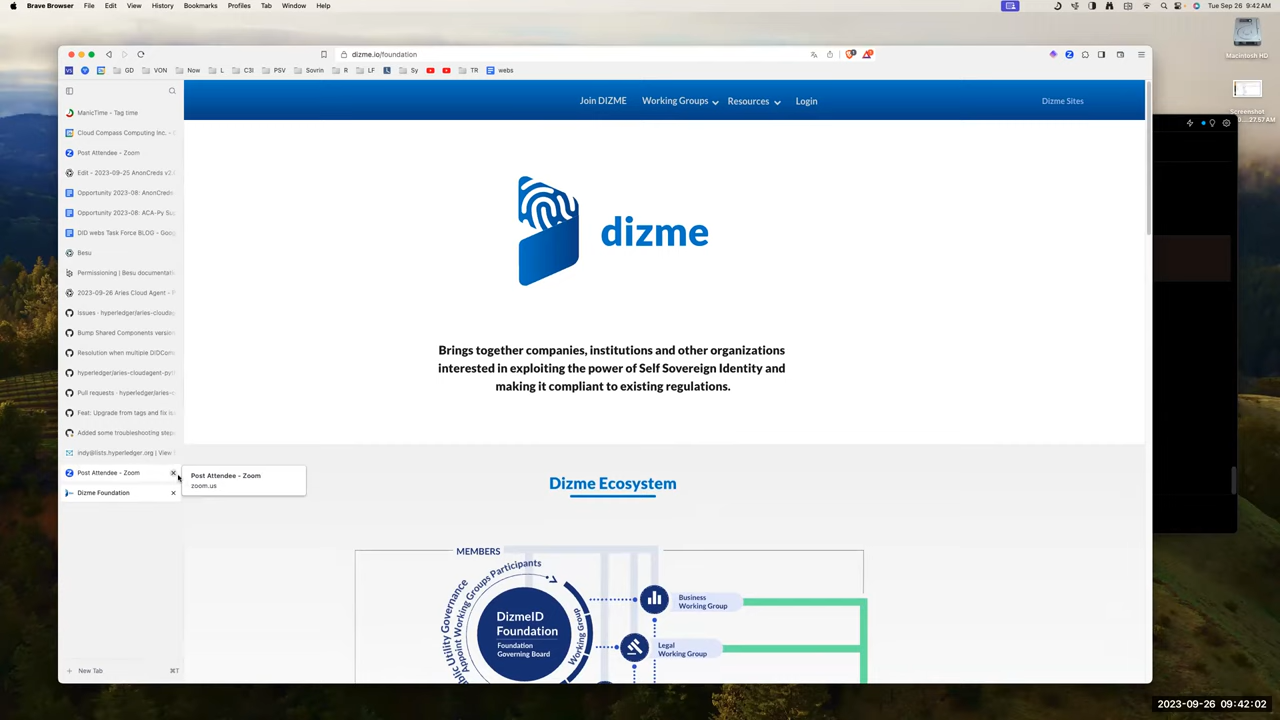 Brave Browser File Edit View History Bookmarks Profiles Tab Window Help
Tue Sep 26 9:42 AM
Macintosh HD
Screenshot
dizme.io/foundation
GD VON Now L C3I PSV Sovrin R LF Sy TR webs
Join DIZME Working Groups Resources Login Dizme Sites
ManicTime - Tag time
Cloud Compass Computing Inc. -
Post Attendee - Zoom
Edit - 2023-09-25 AnonCreds v2
Opportunity 2023-08: AnonCreds
Opportunity 2023-08: ACA-Py Su
DID webs Task Force BLOG - Goo
Besu
Permissioning | Besu documentati
2023-09-26 Aries Cloud Agent - P
Issues · hyperledger/aries-clouda
Bump Shared Components version
Resolution when multiple DIDCom
hyperledger/aries-cloudagent-pyt
Pull requests · hyperledger/aries-c
Feat: Upgrade from tags and fix is
Added some troubleshooting step
indy@lists.hyperledger.org | View
Post Attendee - Zoom
Dizme Foundation
New Tab ⌘T
Post Attendee - Zoom
zoom.us
dizme
Brings together companies, institutions and other organizations
interested in exploiting the power of Self Sovereign Identity and
making it compliant to existing regulations.
Dizme Ecosystem
MEMBERS
Working Groups Participants
Appoint
Public Utility Governance
Working Group
DizmeID
Foundation
Foundation
Governing Board
Business
Working Group
Legal
Working Group
2023-09-26 09:42:02